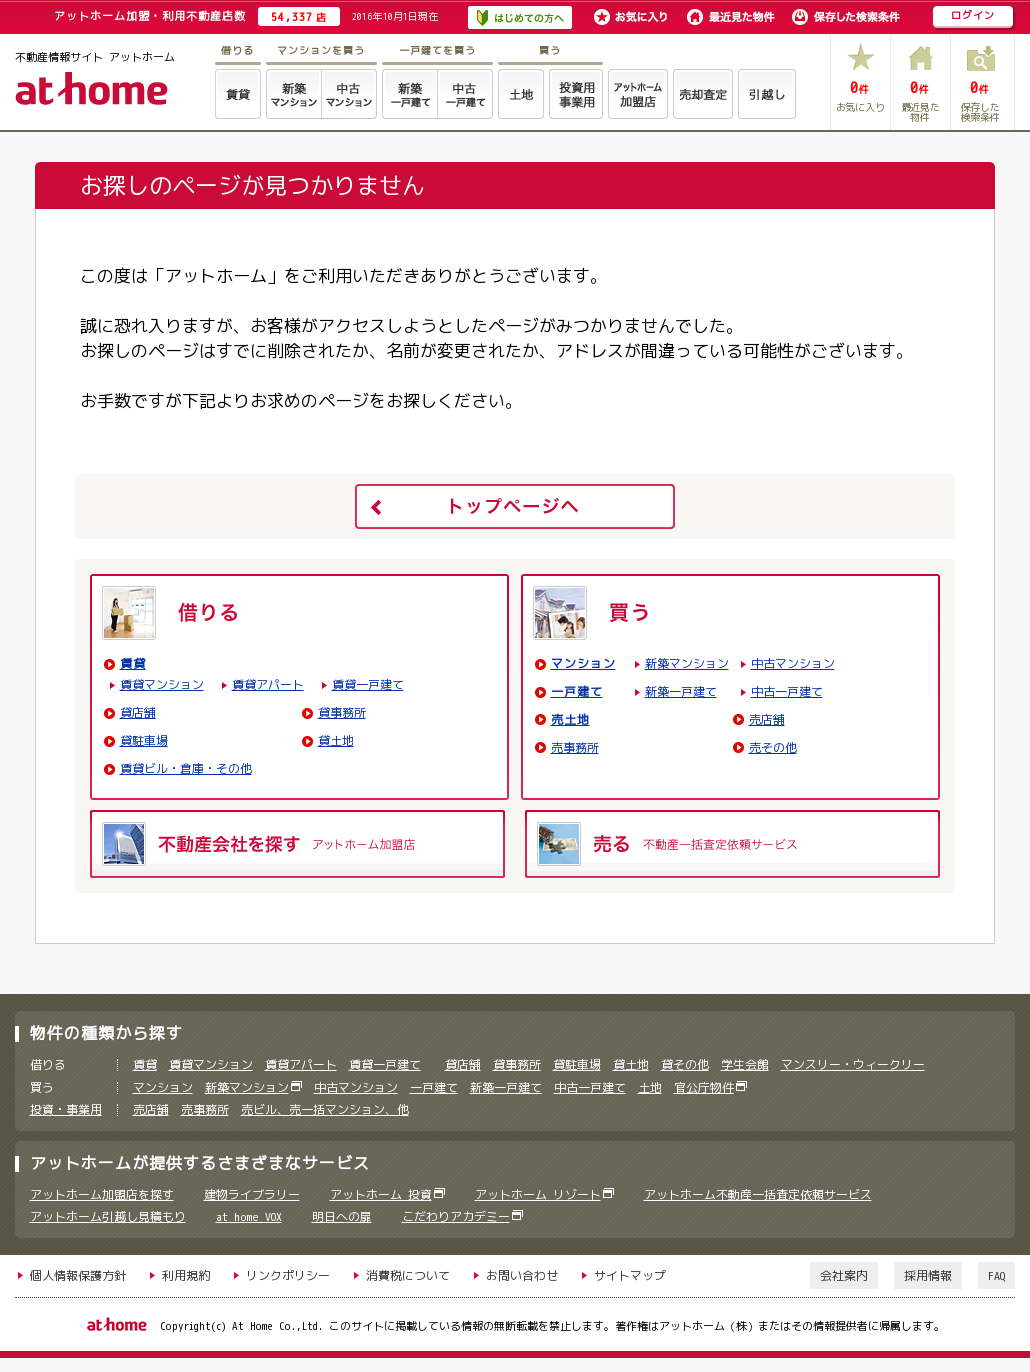 アットホーム加盟・利用不動産店数 54,337 店 2016年10月1日現在 はじめての方へ お気に入り 最近見た物件 保存した検索条件 ログイン
不動産情報サイト アットホーム
at home
借りる マンションを買う 一戸建てを買う 買う
賃貸 新築マンション 中古マンション 新築一戸建て 中古一戸建て 土地 投資用事業用 アットホーム加盟店 売却査定 引越し
0件 0件 0件
お気に入り 最近見た物件 保存した検索条件
お探しのページが見つかりません
この度は「アットホーム」をご利用いただきありがとうございます。
誠に恐れ入りますが、お客様がアクセスしようとしたページがみつかりませんでした。
お探しのページはすでに削除されたか、名前が変更されたか、アドレスが間違っている可能性がございます。
お手数ですが下記よりお求めのページをお探しください。
トップページへ
借りる
賃貸
賃貸マンション 賃貸アパート 賃貸一戸建て
貸店舗 貸事務所
貸駐車場 貸土地
賃貸ビル・倉庫・その他
買う
マンション 新築マンション 中古マンション
一戸建て 新築一戸建て 中古一戸建て
売土地 売店舗
売事務所 売その他
不動産会社を探す アットホーム加盟店
売る 不動産一括査定依頼サービス
物件の種類から探す
借りる 賃貸 賃貸マンション 賃貸アパート 賃貸一戸建て 貸店舗 貸事務所 貸駐車場 貸土地 貸その他 学生会館 マンスリー・ウィークリー
買う マンション 新築マンション 中古マンション 一戸建て 新築一戸建て 中古一戸建て 土地 官公庁物件
投資・事業用 売店舗 売事務所 売ビル、売一括マンション、他
アットホームが提供するさまざまなサービス
アットホーム加盟店を探す 建物ライブラリー アットホーム 投資 アットホーム リゾート アットホーム不動産一括査定依頼サービス
アットホーム引越し見積もり at home VOX 明日への扉 こだわりアカデミー
個人情報保護方針 利用規約 リンクポリシー 消費税について お問い合わせ サイトマップ 会社案内 採用情報 FAQ
at home Copyright(c) At Home Co.,Ltd. このサイトに掲載している情報の無断転載を禁止します。著作権はアットホーム（株）またはその情報提供者に帰属します。